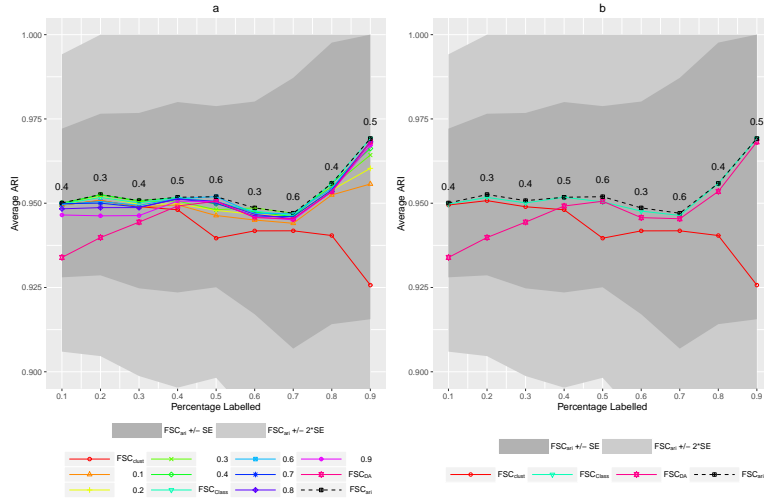 a
1.000
0.975
0.950
0.925
0.900
Average ARI
0.4 0.3 0.4 0.5 0.6 0.3 0.6 0.4 0.5
0.1 0.2 0.3 0.4 0.5 0.6 0.7 0.8 0.9
Percentage Labelled
FSCari +/− SE FSCari +/− 2*SE
FSCclust 0.3 0.6 0.9
0.1 0.4 0.7 FSCDA
0.2 FSCClass 0.8 FSCari
b
1.000
0.975
0.950
0.925
0.900
Average ARI
0.4 0.3 0.4 0.5 0.6 0.3 0.6 0.4 0.5
0.1 0.2 0.3 0.4 0.5 0.6 0.7 0.8 0.9
Percentage Labelled
FSCari +/− SE FSCari +/− 2*SE
FSCclust FSCClass FSCDA FSCari